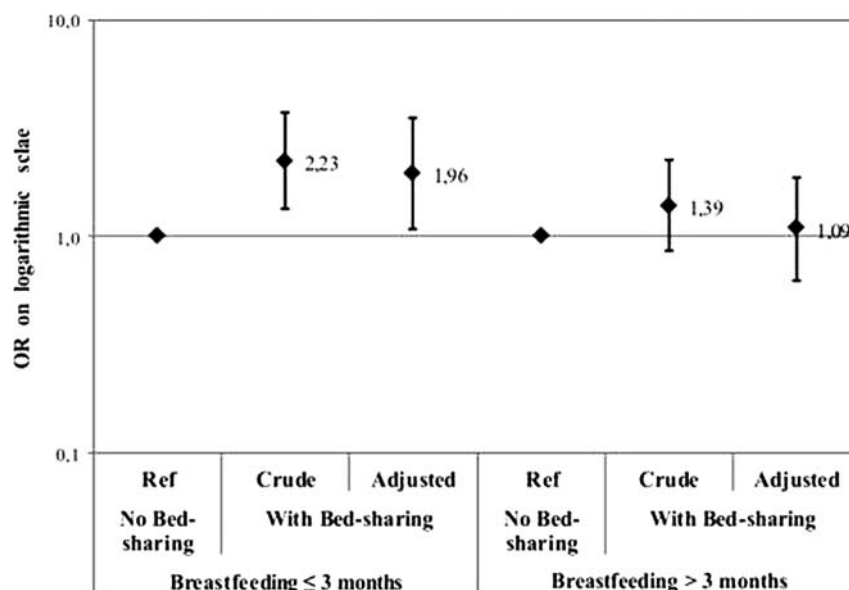 10,0
OR on logarithmic sclae
2,23
1,96
1,39
1,09
1,0
0,1
Ref Crude Adjusted Ref Crude Adjusted
No Bed-sharing With Bed-sharing No Bed-sharing With Bed-sharing
Breastfeeding ≤ 3 months Breastfeeding > 3 months